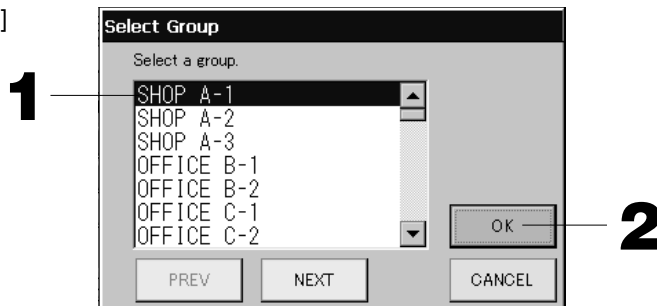 ]
Select Group
Select a group.
1
SHOP A-1
SHOP A-2
SHOP A-3
OFFICE B-1
OFFICE B-2
OFFICE C-1
OFFICE C-2
OK
2
PREV NEXT CANCEL